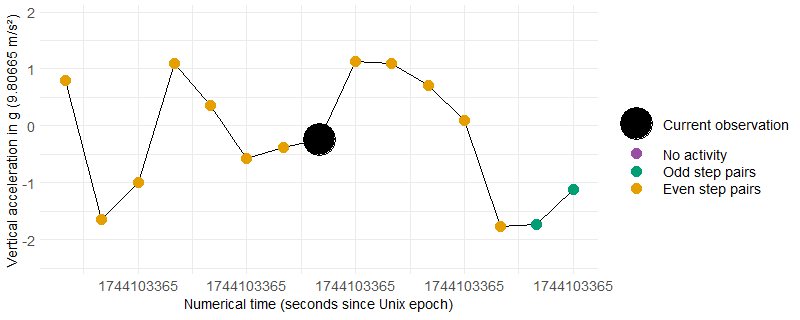 Vertical acceleration in g (9.80665 m/s²)
2
1
0
-1
-2
1744103365 1744103365 1744103365 1744103365 1744103365
Numerical time (seconds since Unix epoch)
Current observation
No activity
Odd step pairs
Even step pairs